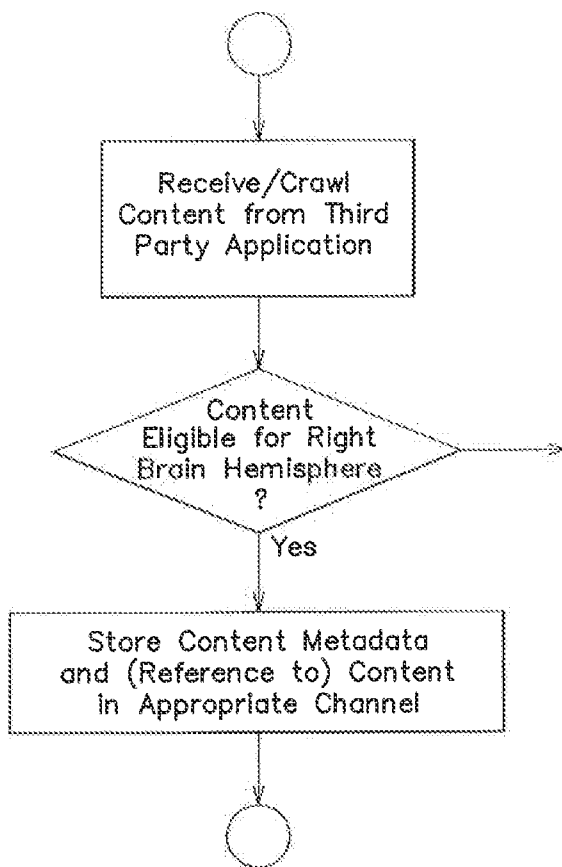 Receive/Crawl
Content from Third
Party Application
Content
Eligible for Right
Brain Hemisphere
?
Yes
Store Content Metadata
and (Reference to) Content
in Appropriate Channel